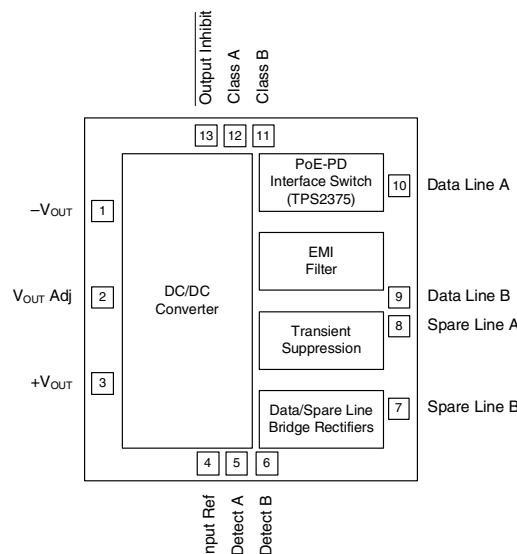 Output Inhibit
Class A
Class B
13
12
11
PoE-PD
Interface Switch
(TPS2375)
10
Data Line A
–VOUT
1
EMI
Filter
VOUT Adj
2
DC/DC
Converter
9
Data Line B
8
Spare Line A
Transient
Suppression
+VOUT
3
Data/Spare Line
Bridge Rectifiers
7
Spare Line B
4
5
6
Input Ref
Detect A
Detect B